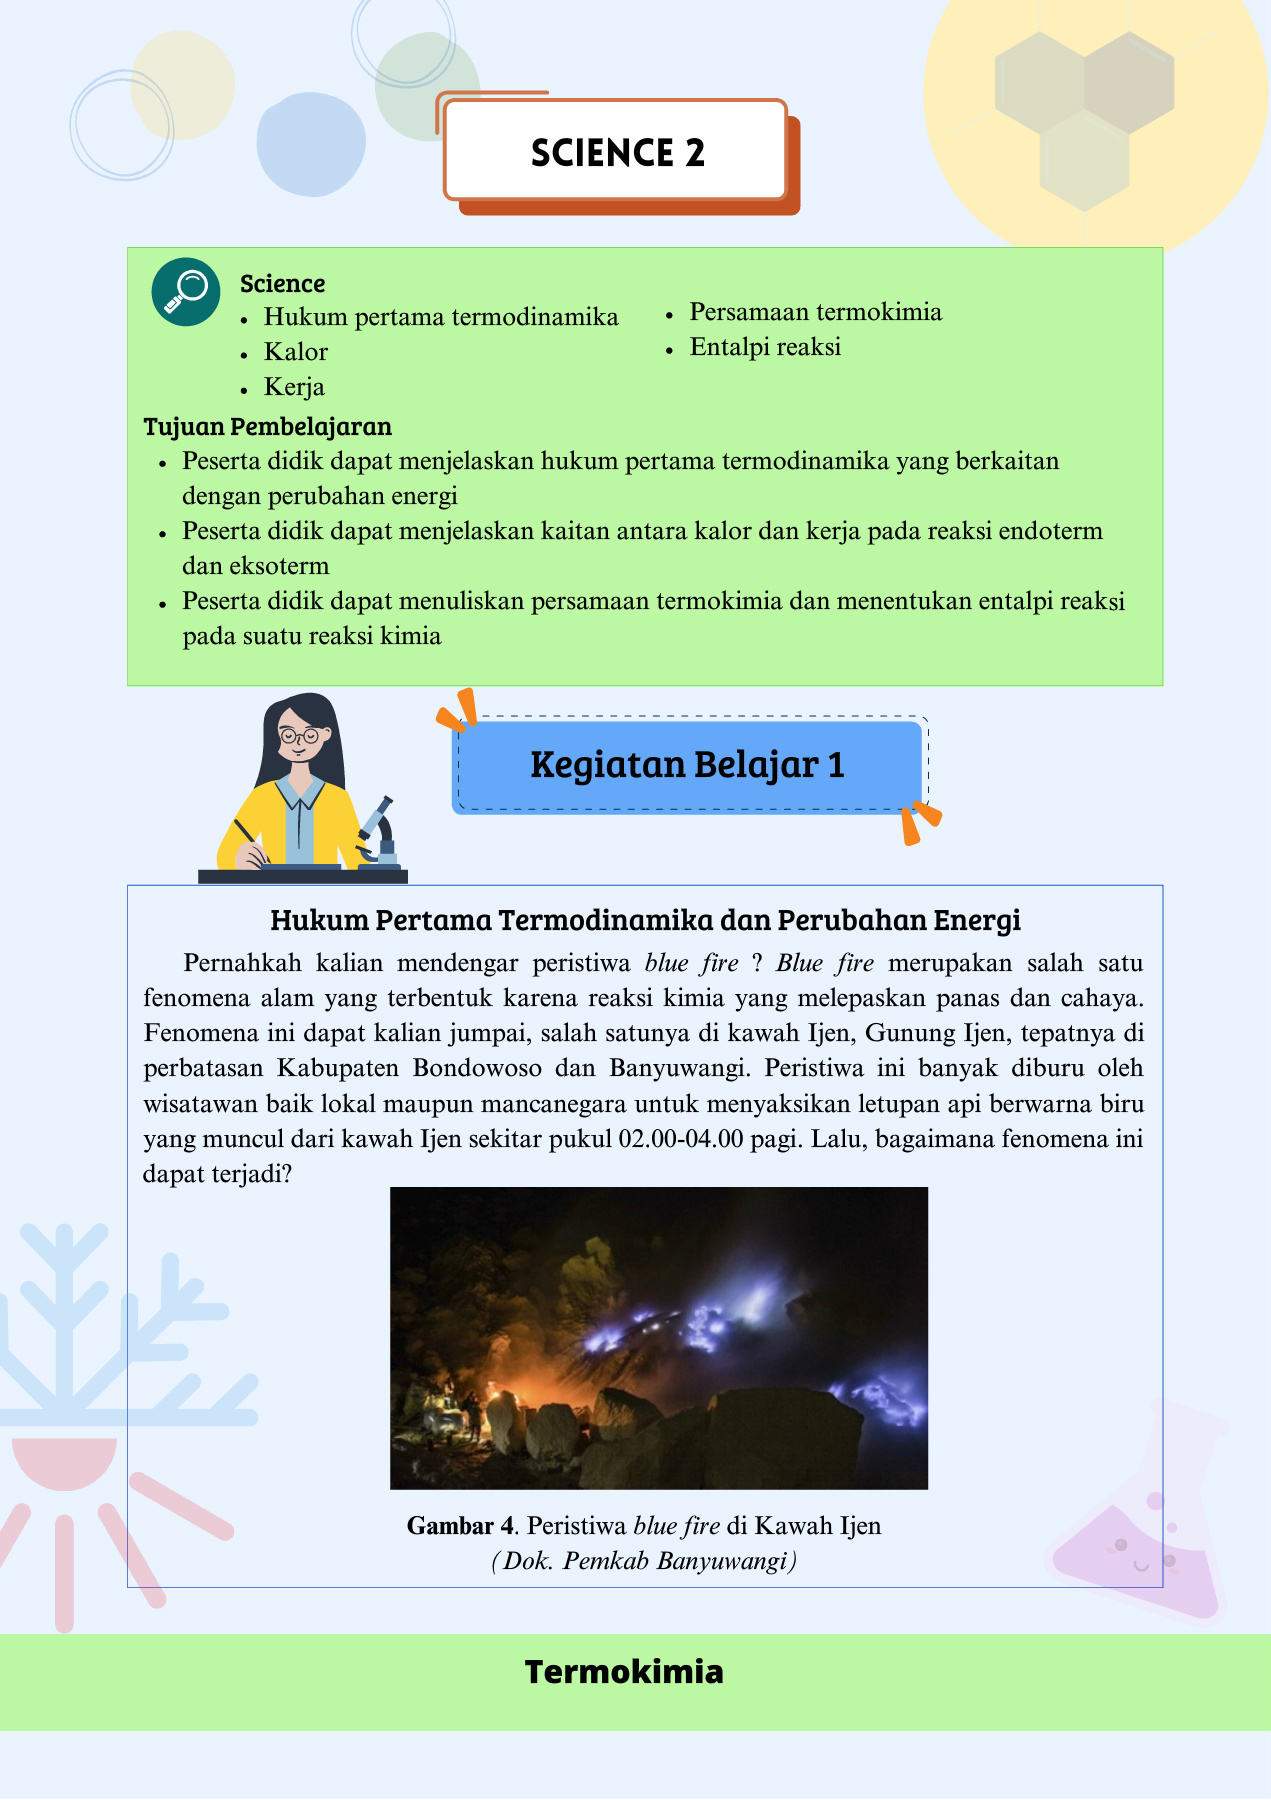 SCIENCE 2
Science
• Hukum pertama termodinamika
• Kalor
• Kerja
• Persamaan termokimia
• Entalpi reaksi
Tujuan Pembelajaran
• Peserta didik dapat menjelaskan hukum pertama termodinamika yang berkaitan
dengan perubahan energi
• Peserta didik dapat menjelaskan kaitan antara kalor dan kerja pada reaksi endoterm
dan eksoterm
• Peserta didik dapat menuliskan persamaan termokimia dan menentukan entalpi reaksi
pada suatu reaksi kimia
Kegiatan Belajar 1
Hukum Pertama Termodinamika dan Perubahan Energi
Pernahkah kalian mendengar peristiwa blue fire ? Blue fire merupakan salah satu
fenomena alam yang terbentuk karena reaksi kimia yang melepaskan panas dan cahaya.
Fenomena ini dapat kalian jumpai, salah satunya di kawah Ijen, Gunung Ijen, tepatnya di
perbatasan Kabupaten Bondowoso dan Banyuwangi. Peristiwa ini banyak diburu oleh
wisatawan baik lokal maupun mancanegara untuk menyaksikan letupan api berwarna biru
yang muncul dari kawah Ijen sekitar pukul 02.00-04.00 pagi. Lalu, bagaimana fenomena ini
dapat terjadi?
Gambar 4. Peristiwa blue fire di Kawah Ijen
(Dok. Pemkab Banyuwangi)
Termokimia